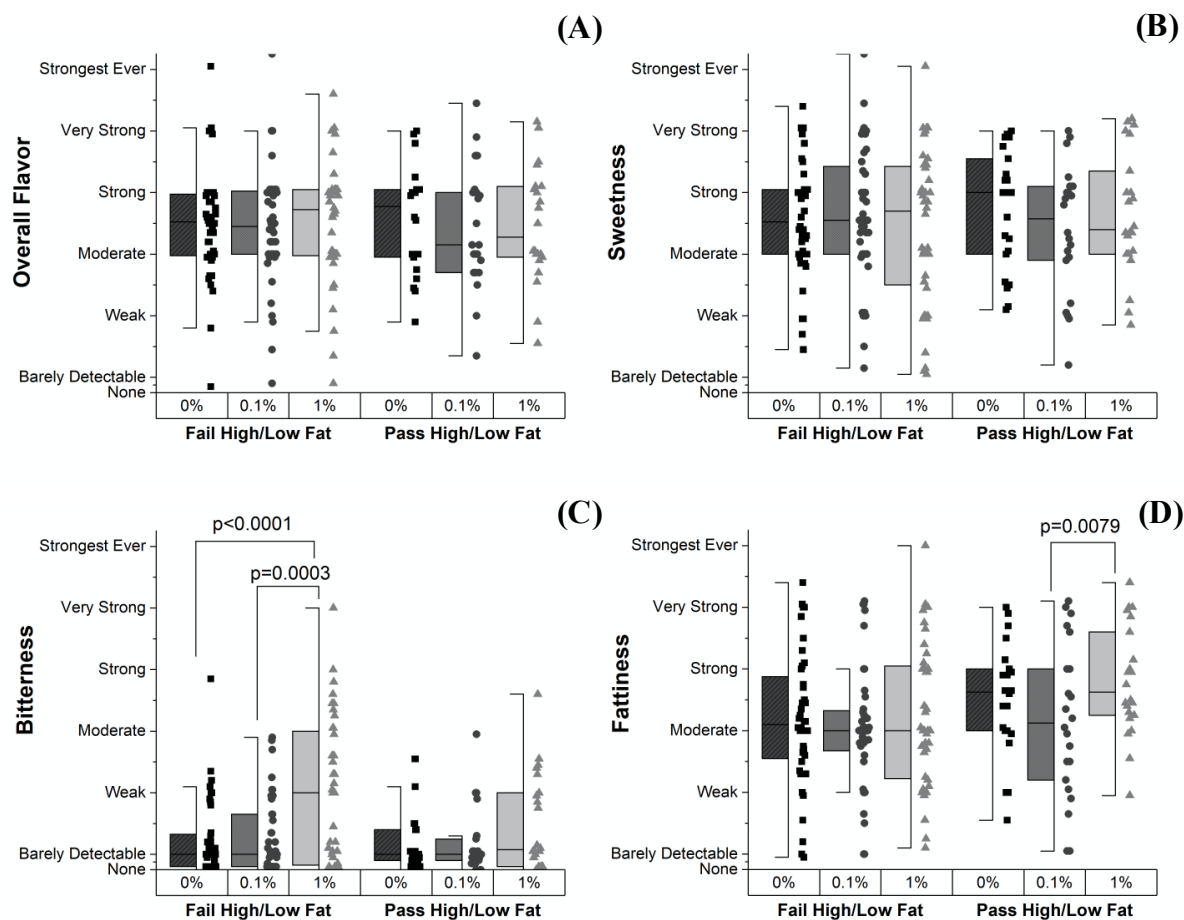 (A)
Overall Flavor
Strongest Ever
Very Strong
Strong
Moderate
Weak
Barely Detectable
None
0% 0.1% 1% 0% 0.1% 1%
Fail High/Low Fat Pass High/Low Fat
(B)
Sweetness
Strongest Ever
Very Strong
Strong
Moderate
Weak
Barely Detectable
None
0% 0.1% 1% 0% 0.1% 1%
Fail High/Low Fat Pass High/Low Fat
(C)
p<0.0001
p=0.0003
Bitterness
Strongest Ever
Very Strong
Strong
Moderate
Weak
Barely Detectable
None
0% 0.1% 1% 0% 0.1% 1%
Fail High/Low Fat Pass High/Low Fat
(D)
p=0.0079
Fattiness
Strongest Ever
Very Strong
Strong
Moderate
Weak
Barely Detectable
None
0% 0.1% 1% 0% 0.1% 1%
Fail High/Low Fat Pass High/Low Fat